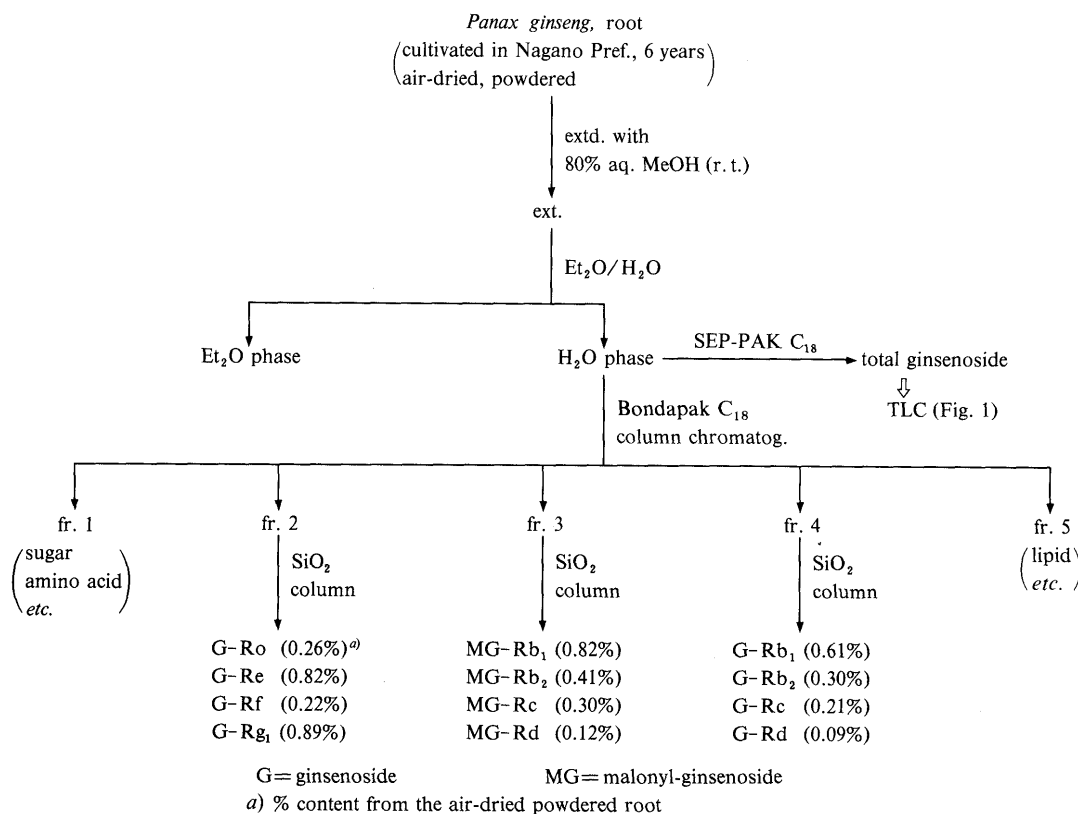 Panax ginseng, root
(cultivated in Nagano Pref., 6 years
air-dried, powdered)
extd. with
80% aq. MeOH (r. t.)
ext.
Et₂O/H₂O
Et₂O phase
H₂O phase
SEP-PAK C₁₈
total ginsenoside
TLC (Fig. 1)
Bondapak C₁₈
column chromatog.
fr. 1
(sugar
amino acid
etc.)
fr. 2
SiO₂
column
G-Ro (0.26%)ᵃ⁾
G-Re (0.82%)
G-Rf (0.22%)
G-Rg₁ (0.89%)
fr. 3
SiO₂
column
MG-Rb₁ (0.82%)
MG-Rb₂ (0.41%)
MG-Rc (0.30%)
MG-Rd (0.12%)
fr. 4
SiO₂
column
G-Rb₁ (0.61%)
G-Rb₂ (0.30%)
G-Rc (0.21%)
G-Rd (0.09%)
fr. 5
(lipid
etc.)
G=ginsenoside
MG=malonyl-ginsenoside
a) % content from the air-dried powdered root